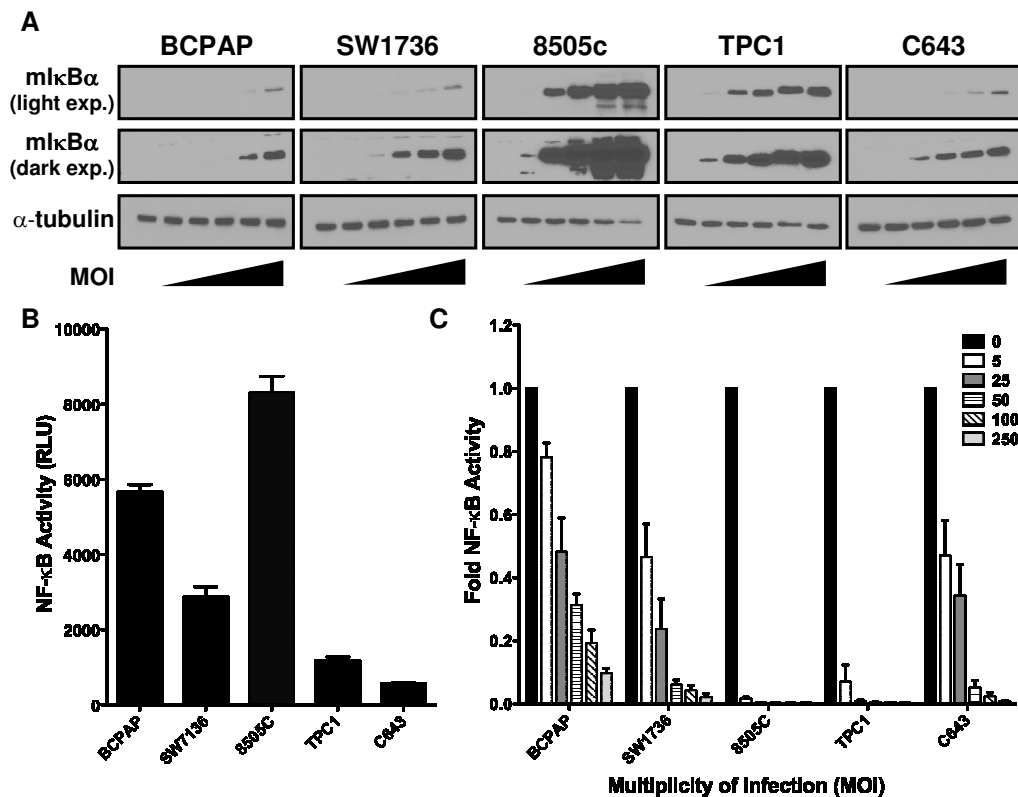 A
BCPAP SW1736 8505c TPC1 C643
mIκBα
(light exp.)
mIκBα
(dark exp.)
α-tubulin
MOI
B
NF-κB Activity (RLU)
10000
8000
6000
4000
2000
0
BCPAP SW7136 8505C TPC1 C643
C
Fold NF-κB Activity
1.2
1.0
0.8
0.6
0.4
0.2
0.0
0
5
25
50
100
250
BCPAP SW1736 8505C TPC1 C643
Multiplicity of Infection (MOI)